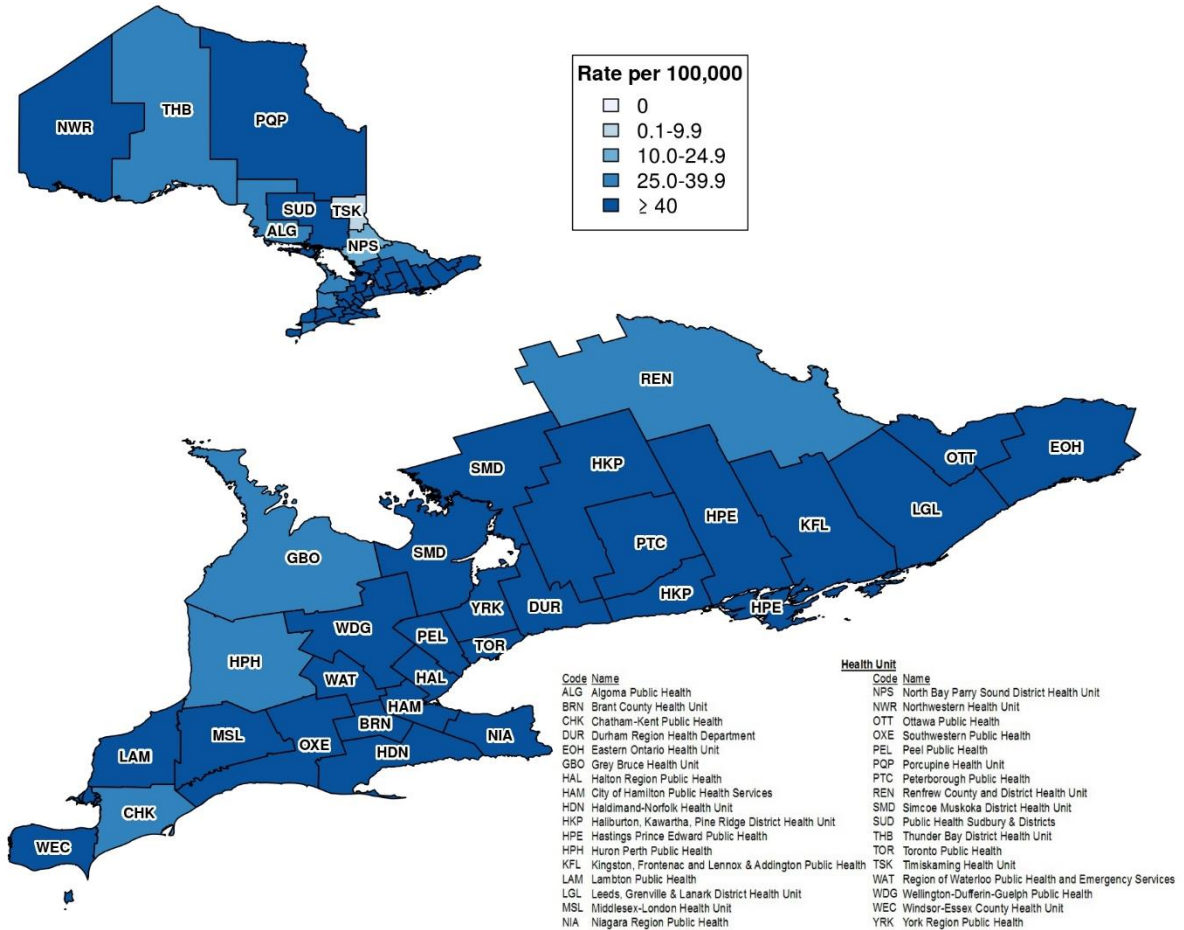 Rate per 100,000
0
0.1-9.9
10.0-24.9
25.0-39.9
≥ 40
NWR
THB
PQP
SUD
TSK
ALG
NPS
REN
SMD
HKP
OTT
EOH
LGL
HPE
KFL
PTC
SMD
GBO
HKP
HPE
DUR
YRK
WDG
PEL
TOR
HPH
WAT
HAL
HAM
BRN
MSL
OXE
HDN
NIA
LAM
CHK
WEC
Health Unit
Code Name
ALG Algoma Public Health
BRN Brant County Health Unit
CHK Chatham-Kent Public Health
DUR Durham Region Health Department
EOH Eastern Ontario Health Unit
GBO Grey Bruce Health Unit
HAL Halton Region Public Health
HAM City of Hamilton Public Health Services
HDN Haldimand-Norfolk Health Unit
HKP Haliburton, Kawartha, Pine Ridge District Health Unit
HPE Hastings Prince Edward Public Health
HPH Huron Perth Public Health
KFL Kingston, Frontenac and Lennox & Addington Public Health
LAM Lambton Public Health
LGL Leeds, Grenville & Lanark District Health Unit
MSL Middlesex-London Health Unit
NIA Niagara Region Public Health
Code Name
NPS North Bay Parry Sound District Health Unit
NWR Northwestern Health Unit
OTT Ottawa Public Health
OXE Southwestern Public Health
PEL Peel Public Health
PQP Porcupine Health Unit
PTC Peterborough Public Health
REN Renfrew County and District Health Unit
SMD Simcoe Muskoka District Health Unit
SUD Public Health Sudbury & Districts
THB Thunder Bay District Health Unit
TOR Toronto Public Health
TSK Timiskaming Health Unit
WAT Region of Waterloo Public Health and Emergency Services
WDG Wellington-Dufferin-Guelph Public Health
WEC Windsor-Essex County Health Unit
YRK York Region Public Health